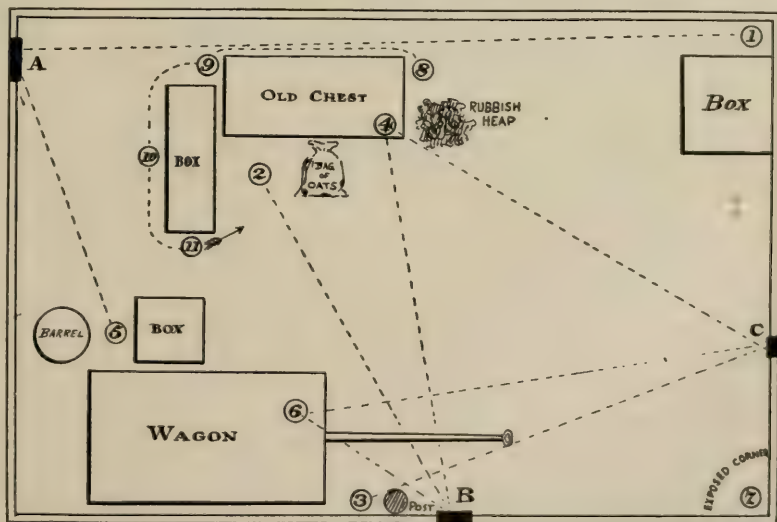 1
A
9
8
OLD CHEST
BOX
4
RUBBISH
HEAP
10
BOX
2
BAG
OF
OATS
11
BARREL
5
BOX
C
6
WAGON
EXPOSED CORNER
3
POST
B
7